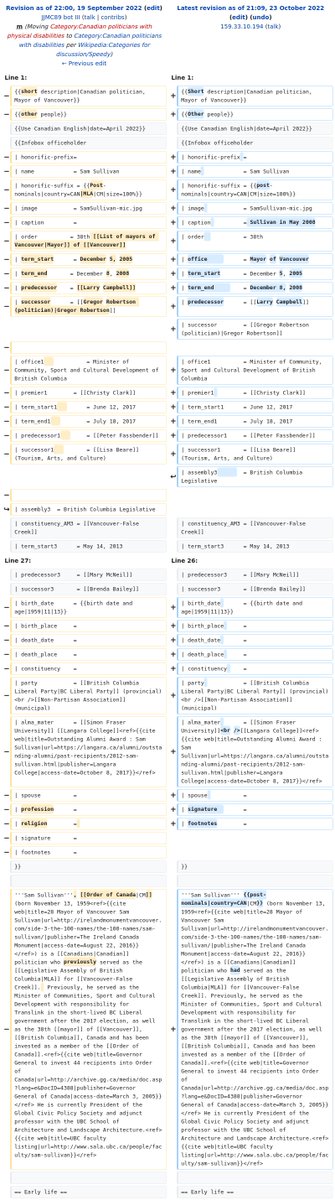 Revision as of 22:00, 19 September 2022 (edit)
JJMC89 bot III (talk | contribs)
m (Moving Category:Canadian politicians with
physical disabilities to Category:Canadian politicians
with disabilities per Wikipedia:Categories for
discussion/Speedy)
← Previous edit
Latest revision as of 21:09, 23 October 2022
(edit) (undo)
159.33.10.194 (talk)
Line 1:
Line 1:
− {{Short description|Canadian politician,
Mayor of Vancouver}}
+ {{Short description|Canadian politician,
Mayor of Vancouver}}
− {{other people}}
+ {{Other people}}
{{Use Canadian English|date=April 2022}}
{{Use Canadian English|date=April 2022}}
{{Infobox officeholder
{{Infobox officeholder
− | honorific-prefix=
+ | honorific-prefix =
− | name = Sam Sullivan
+ | name = Sam Sullivan
− | honorific-suffix = {{Post-
nominals|country=CAN|MLA|CM|size=100%}}
+ | honorific-suffix = {{post-
nominals|country=CAN|CM|size=100%}}
− | image = SamSullivan-mic.jpg
+ | image = SamSullivan-mic.jpg
− | caption =
+ | caption = Sullivan in May 2008
− | order = 38th [[List of mayors of
Vancouver|Mayor]] of [[Vancouver]]
+ | order = 38th
− | term_start = December 5, 2005
+ | office = Mayor of Vancouver
− | term_end = December 8, 2008
+ | term_start = December 5, 2005
− | predecessor = [[Larry Campbell]]
+ | term_end = December 8, 2008
− | successor = [[Gregor Robertson
(politician)|Gregor Robertson]]
+ | predecessor = [[Larry Campbell]]
+ | successor = [[Gregor Robertson
(politician)|Gregor Robertson]]
−
− | office1 = Minister of
Community, Sport and Cultural Development of
British Columbia
+ | office1 = Minister of Community,
Sport and Cultural Development of British
Columbia
− | premier1 = [[Christy Clark]]
+ | premier1 = [[Christy Clark]]
− | term_start1 = June 12, 2017
+ | term_start1 = June 12, 2017
− | term_end1 = July 18, 2017
+ | term_end1 = July 18, 2017
− | predecessor1 = [[Peter Fassbender]]
+ | predecessor1 = [[Peter Fassbender]]
− | successor1 = [[Lisa Beare]]
(Tourism, Arts, and Culture)
+ | successor1 = [[Lisa Beare]]
(Tourism, Arts, and Culture)
| assembly3 = British Columbia
Legislative
−
| assembly3 = British Columbia Legislative
| constituency_AM3 = [[Vancouver-False
Creek]]
| constituency_AM3 = [[Vancouver-False
Creek]]
| term_start3 = May 14, 2013
| term_start3 = May 14, 2013
Line 27:
Line 26:
| predecessor3 = [[Mary McNeil]]
| predecessor3 = [[Mary McNeil]]
| successor3 = [[Brenda Bailey]]
| successor3 = [[Brenda Bailey]]
− | birth_date = {{birth date and
age|1959|11|13}}
+ | birth_date = {{birth date and
age|1959|11|13}}
− | birth_place =
+ | birth_place =
− | death_date =
+ | death_date =
− | death_place =
+ | death_place =
− | constituency =
+ | constituency =
− | party = [[British Columbia
Liberal Party|BC Liberal Party]] (provincial)
<br />[[Non-Partisan Association]]
(municipal)
+ | party = [[British Columbia
Liberal Party|BC Liberal Party]] (provincial)
<br />[[Non-Partisan Association]]
(municipal)
− | alma_mater = [[Simon Fraser
University]] [[Langara College]]<ref>{{cite
web|title=Outstanding Alumni Award : Sam
Sullivan|url=https://langara.ca/alumni/outsta
nding-alumni/past-recipients/2012-sam-
sullivan.html|publisher=Langara
College|access-date=October 8, 2017}}</ref>
+ | alma_mater = [[Simon Fraser
University]]<br />[[Langara College]]<ref>
{{cite web|title=Outstanding Alumni Award : Sam
Sullivan|url=https://langara.ca/alumni/outsta
nding-alumni/past-recipients/2012-sam-
sullivan.html|publisher=Langara
College|access-date=October 8, 2017}}</ref>
− | spouse =
+ | spouse =
− | profession =
+ | signature =
− | religion =
+ | footnotes =
− | signature =
− | footnotes =
}}
}}
− '''Sam Sullivan''', [[Order of Canada|CM]]
(born November 13, 1959<ref>{{cite
web|title=28 Mayor of Vancouver Sam
Sullivan|url=http://irelandmonumentvancouver.
com/side-3-the-100-names/the-100-names/sam-
sullivan/|publisher=The Ireland Canada
Monument|access-date=August 22, 2016}}
</ref>) is a [[Canadians|Canadian]]
politician who previously served as the
[[Legislative Assembly of British
Columbia|MLA]] for [[Vancouver-False
Creek]]. Previously, he served as the
Minister of Communities, Sport and Cultural
Development with responsibility for
Translink in the short-lived BC Liberal
government after the 2017 election, as well
as the 38th [[mayor]] of [[Vancouver]],
[[British Columbia]], Canada and has been
invested as a member of the [[Order of
Canada]].<ref>{{cite web|title=Governor
General to invest 44 recipients into Order
of
Canada|url=http://archive.gg.ca/media/doc.asp
?lang=e&DocID=4380|publisher=Governor
General of Canada|access-date=March 3, 2005}}
</ref> He is currently President of the
Global Civic Policy Society and adjunct
professor with the UBC School of
Architecture and Landscape Architecture.<ref>
{{cite web|title=UBC faculty
listing|url=http://www.sala.ubc.ca/people/fac
ulty/sam-sullivan}}</ref>
+ '''Sam Sullivan''' {{post-
nominals|country=CAN|CM}} (born November 13,
1959<ref>{{cite web|title=28 Mayor of
Vancouver Sam
Sullivan|url=http://irelandmonumentvancouver.
com/side-3-the-100-names/the-100-names/sam-
sullivan/|publisher=The Ireland Canada
Monument|access-date=August 22, 2016}}
</ref>) is a [[Canadians|Canadian]]
politician who had served as the
[[Legislative Assembly of British
Columbia|MLA]] for [[Vancouver-False
Creek]]. Previously, he served as the
Minister of Communities, Sport and Cultural
Development with responsibility for
Translink in the short-lived BC Liberal
government after the 2017 election, as well
as the 38th [[mayor]] of [[Vancouver]],
[[British Columbia]], Canada and has been
invested as a member of the [[Order of
Canada]].<ref>{{cite web|title=Governor
General to invest 44 recipients into Order
of
Canada|url=http://archive.gg.ca/media/doc.asp
?lang=e&DocID=4380|publisher=Governor
General of Canada|access-date=March 3, 2005}}
</ref> He is currently President of the
Global Civic Policy Society and adjunct
professor with the UBC School of
Architecture and Landscape Architecture.<ref>
{{cite web|title=UBC faculty
listing|url=http://www.sala.ubc.ca/people/fac
ulty/sam-sullivan}}</ref>
== Early life ==
== Early life ==